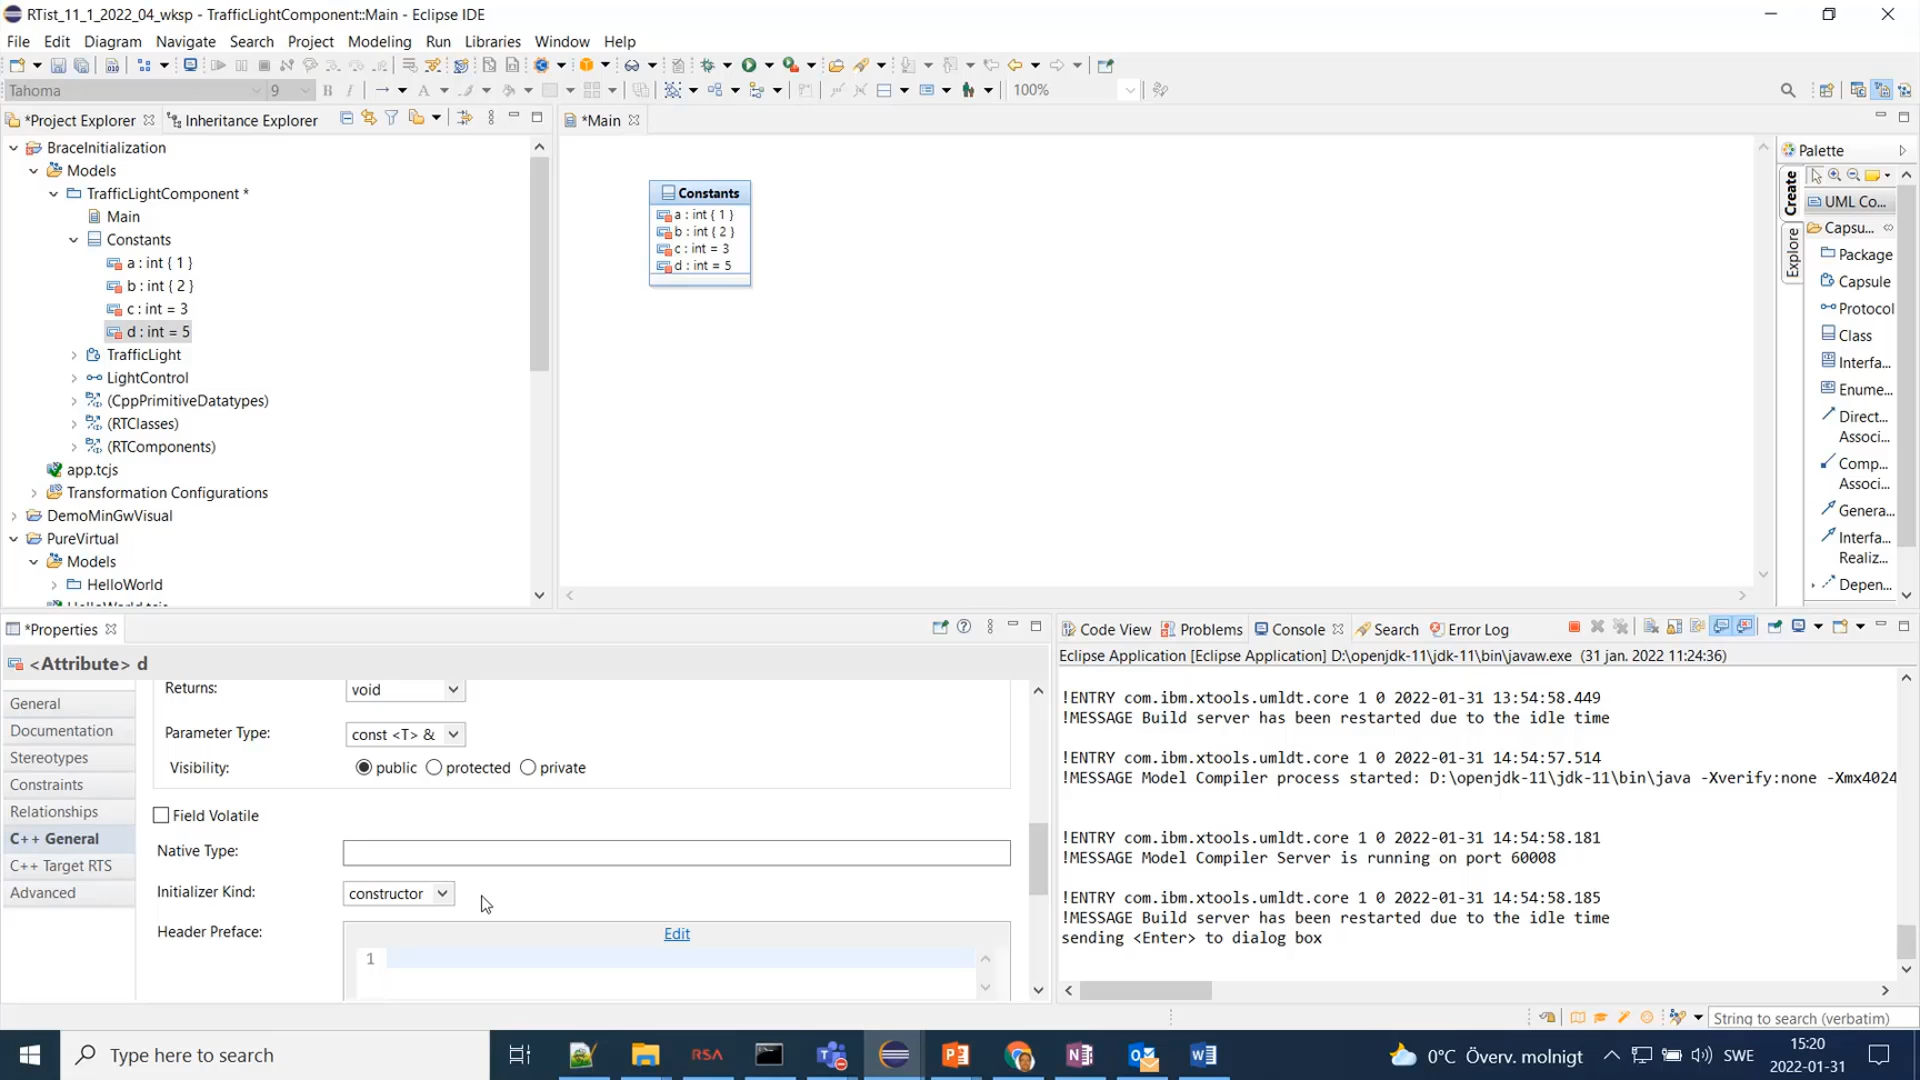 RTist_11_1_2022_04_wksp - TrafficLightComponent::Main - Eclipse IDE
File Edit Diagram Navigate Search Project Modeling Run Libraries Window Help
Tahoma 9 B I A 100%
*Project Explorer Inheritance Explorer
*Main
BraceInitialization
Models
TrafficLightComponent *
Main
Constants
a : int { 1 }
b : int { 2 }
c : int = 3
d : int = 5
TrafficLight
LightControl
(CppPrimitiveDatatypes)
(RTClasses)
(RTComponents)
app.tcjs
Transformation Configurations
DemoMinGwVisual
PureVirtual
Models
HelloWorld
HelloWorld.tcjs
Constants
a : int { 1 }
b : int { 2 }
c : int = 3
d : int = 5
Palette
Create
Explore
UML Co...
Capsu...
Package
Capsule
Protocol
Class
Interfa...
Enume...
Direct...
Associ...
Comp...
Associ...
Genera...
Interfa...
Realiz...
Depen...
*Properties
<Attribute> d
General
Documentation
Stereotypes
Constraints
Relationships
C++ General
C++ Target RTS
Advanced
Returns: void
Parameter Type: const <T> &
Visibility: public protected private
Field Volatile
Native Type:
Initializer Kind: constructor
Header Preface: Edit
1
Code View Problems Console Search Error Log
Eclipse Application [Eclipse Application] D:\openjdk-11\jdk-11\bin\javaw.exe (31 jan. 2022 11:24:36)
!ENTRY com.ibm.xtools.umldt.core 1 0 2022-01-31 13:54:58.449
!MESSAGE Build server has been restarted due to the idle time
!ENTRY com.ibm.xtools.umldt.core 1 0 2022-01-31 14:54:57.514
!MESSAGE Model Compiler process started: D:\openjdk-11\jdk-11\bin\java -Xverify:none -Xmx4024
!ENTRY com.ibm.xtools.umldt.core 1 0 2022-01-31 14:54:58.181
!MESSAGE Model Compiler Server is running on port 60008
!ENTRY com.ibm.xtools.umldt.core 1 0 2022-01-31 14:54:58.185
!MESSAGE Build server has been restarted due to the idle time
sending <Enter> to dialog box
String to search (verbatim)
Type here to search
RSA
0°C Överv. molnigt
SWE
15:20
2022-01-31